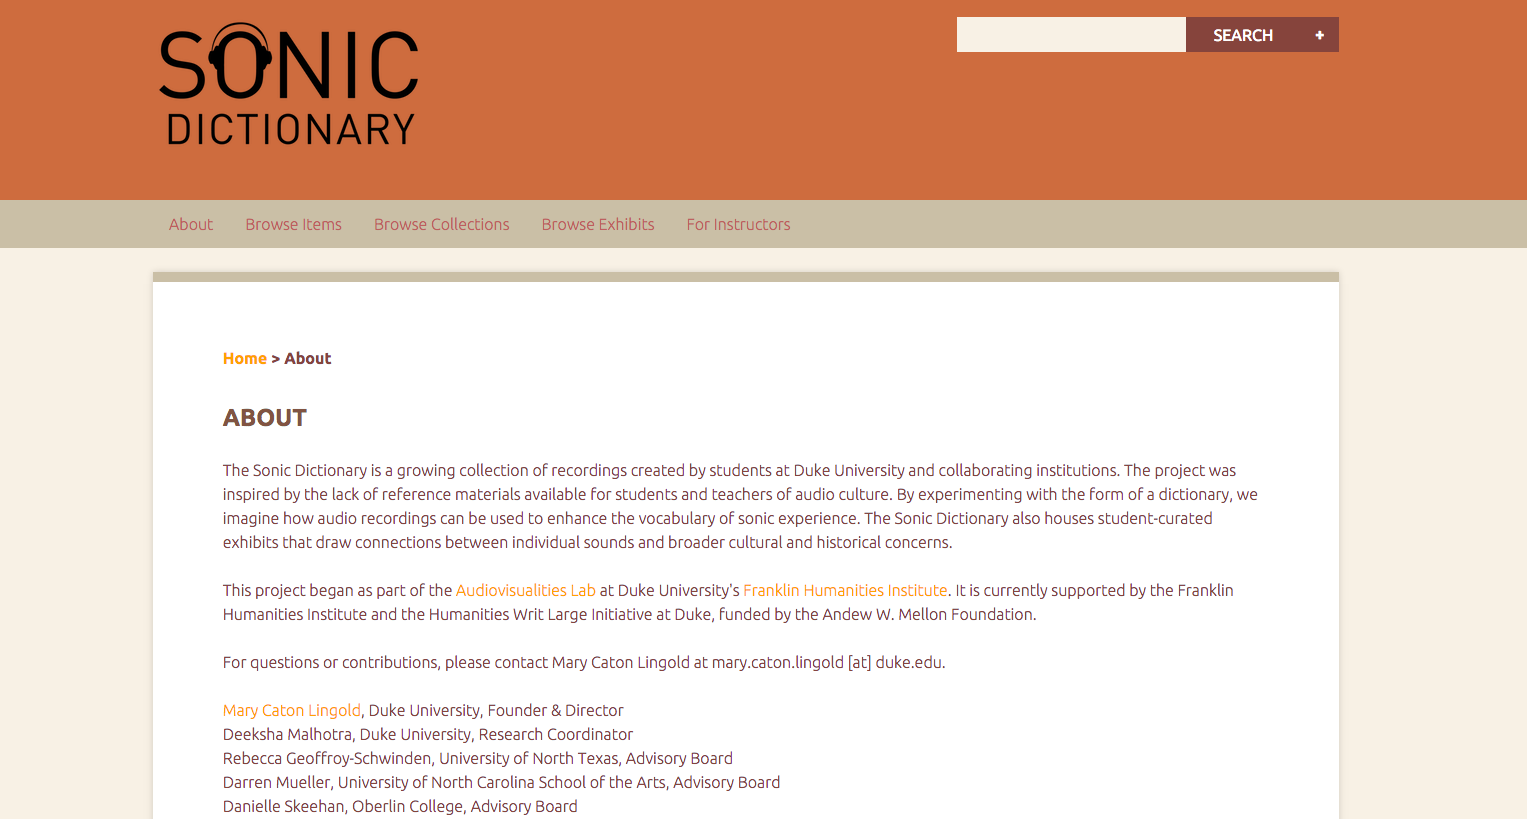 SONIC
DICTIONARY
SEARCH +
About Browse Items Browse Collections Browse Exhibits For Instructors
Home > About
ABOUT
The Sonic Dictionary is a growing collection of recordings created by students at Duke University and collaborating institutions. The project was
inspired by the lack of reference materials available for students and teachers of audio culture. By experimenting with the form of a dictionary, we
imagine how audio recordings can be used to enhance the vocabulary of sonic experience. The Sonic Dictionary also houses student-curated
exhibits that draw connections between individual sounds and broader cultural and historical concerns.
This project began as part of the Audiovisualities Lab at Duke University's Franklin Humanities Institute. It is currently supported by the Franklin
Humanities Institute and the Humanities Writ Large Initiative at Duke, funded by the Andew W. Mellon Foundation.
For questions or contributions, please contact Mary Caton Lingold at mary.caton.lingold [at] duke.edu.
Mary Caton Lingold, Duke University, Founder & Director
Deeksha Malhotra, Duke University, Research Coordinator
Rebecca Geoffroy-Schwinden, University of North Texas, Advisory Board
Darren Mueller, University of North Carolina School of the Arts, Advisory Board
Danielle Skeehan, Oberlin College, Advisory Board